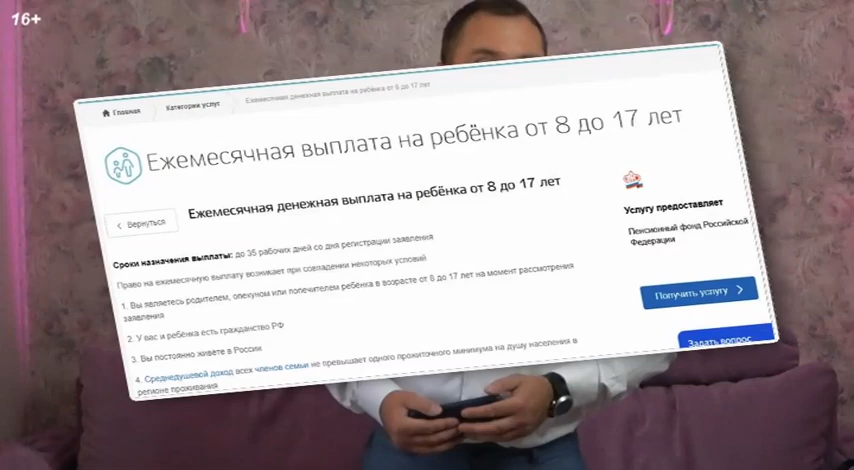 16+
Главная
Категории услуг
Ежемесячная денежная выплата на ребёнка от 8 до 17 лет
Ежемесячная выплата на ребёнка от 8 до 17 лет
Вернуться
Ежемесячная денежная выплата на ребёнка от 8 до 17 лет
Сроки назначения выплаты: до 35 рабочих дней со дня регистрации заявления
Право на ежемесячную выплату возникает при совпадении некоторых условий
1. Вы являетесь родителем, опекуном или попечителем ребёнка в возрасте от 8 до 17 лет на момент рассмотрения
заявления
2. У вас и ребёнка есть гражданство РФ
3. Вы постоянно живёте в России
4. Среднедушевой доход всех членов семьи не превышает одного прожиточного минимума на душу населения в
регионе проживания
Услугу предоставляет
Пенсионный фонд Российской
Федерации
Получить услугу
Задать вопрос